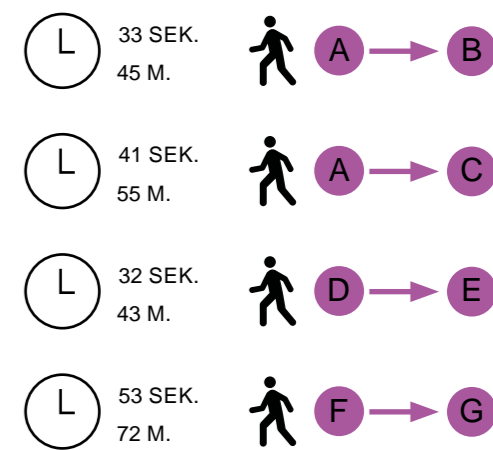 33 SEK.
45 M.
A B
41 SEK.
55 M.
A C
32 SEK.
43 M.
D E
53 SEK.
72 M.
F G